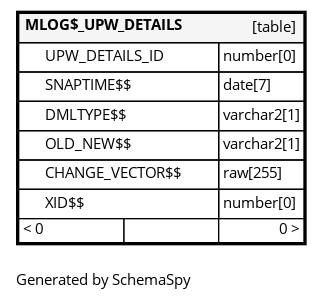 MLOG$_UPW_DETAILS [table]
UPW_DETAILS_ID number[0]
SNAPTIME$$ date[7]
DMLTYPE$$ varchar2[1]
OLD_NEW$$ varchar2[1]
CHANGE_VECTOR$$ raw[255]
XID$$ number[0]
< 0 0 >
Generated by SchemaSpy